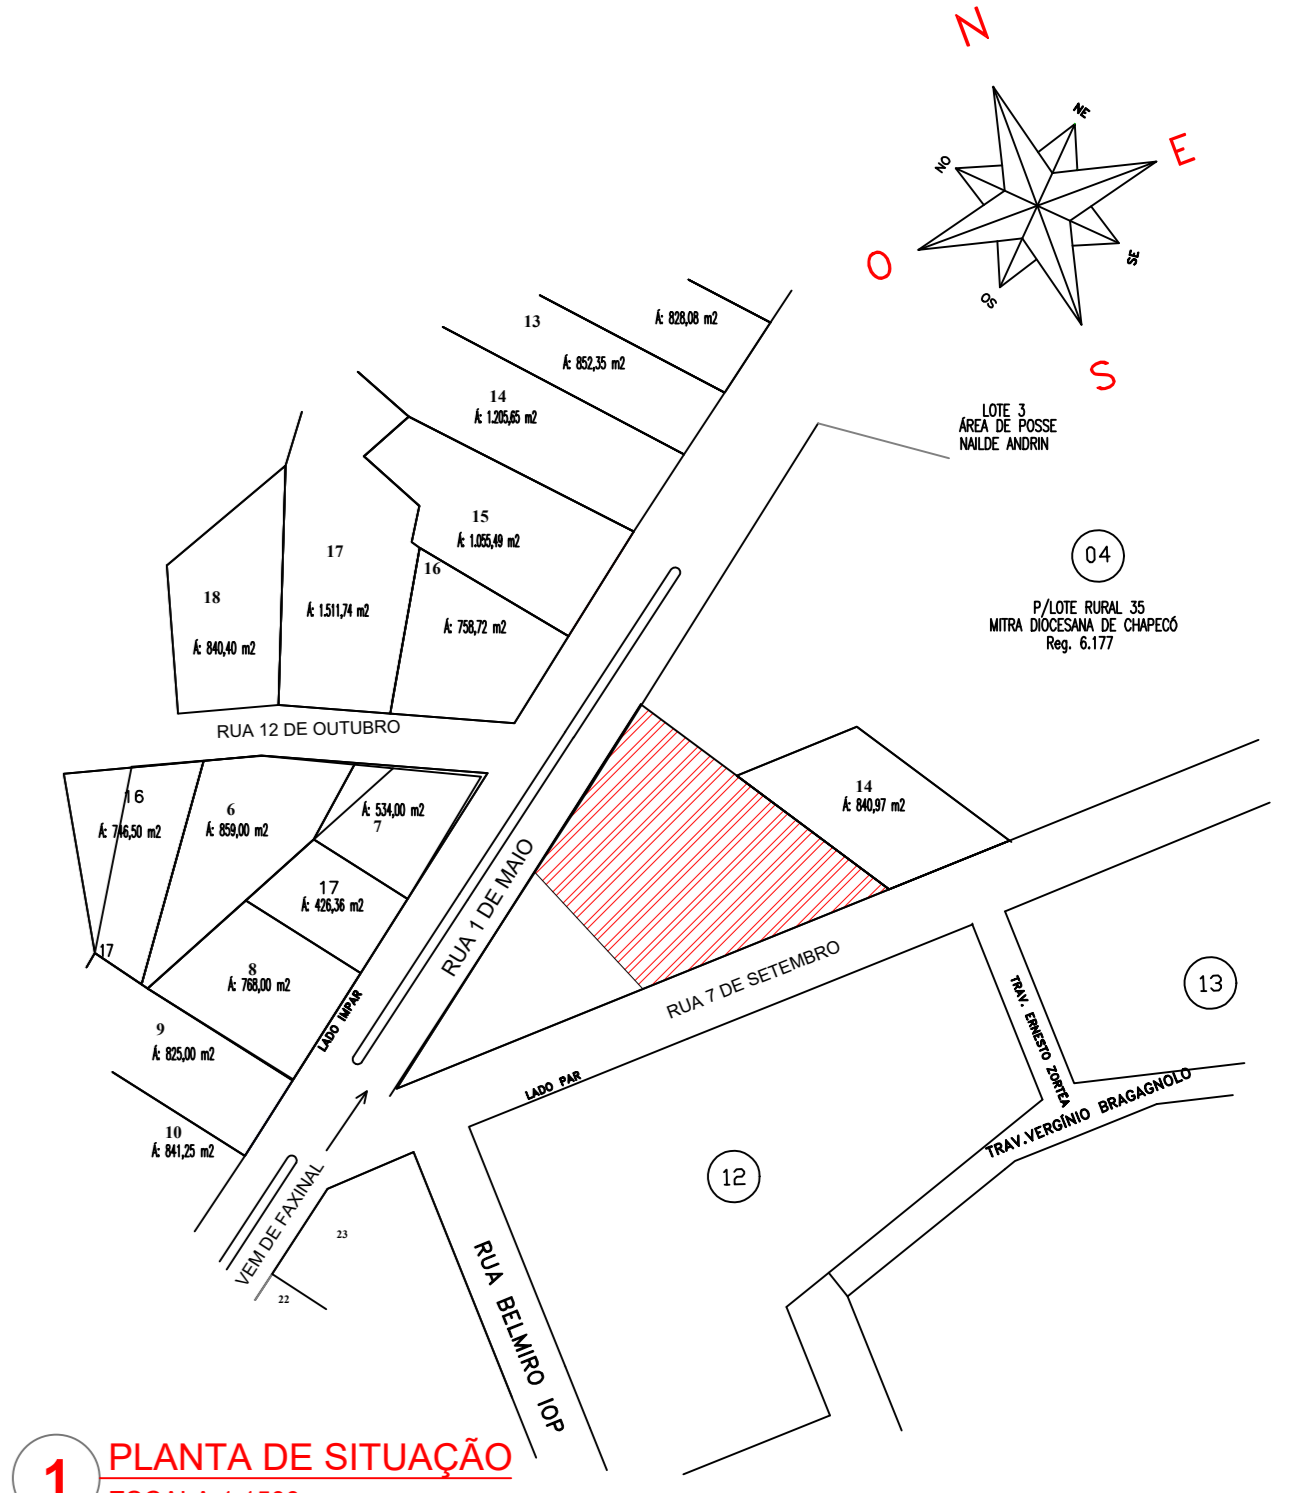 N
NE
E
NO
O
SE
SO
S
Á: 828,08 m2
13
Á: 852,35 m2
14
Á: 1.205,65 m2
LOTE 3
ÁREA DE POSSE
NAILDE ANDRIN
15
Á: 1.055,49 m2
17
16
04
18
Á: 1.511,74 m2
Á: 758,72 m2
P/LOTE RURAL 35
MITRA DIOCESANA DE CHAPECÓ
Reg. 6.177
Á: 840,40 m2
RUA 12 DE OUTUBRO
16
Á: 746,50 m2
6
Á: 859,00 m2
Á: 534,00 m2
7
14
Á: 840,97 m2
17
Á: 426,36 m2
RUA 1 DE MAIO
17
8
Á: 768,00 m2
RUA 7 DE SETEMBRO
13
LADO IMPAR
9
Á: 825,00 m2
LADO PAR
TRAV. ERNESTO ZORTÉA
TRAV.VERGÍNIO BRAGAGNOLO
10
Á: 841,25 m2
12
VEM DE FAXINAL
23
22
RUA BELMIRO IOP
1
PLANTA DE SITUAÇÃO